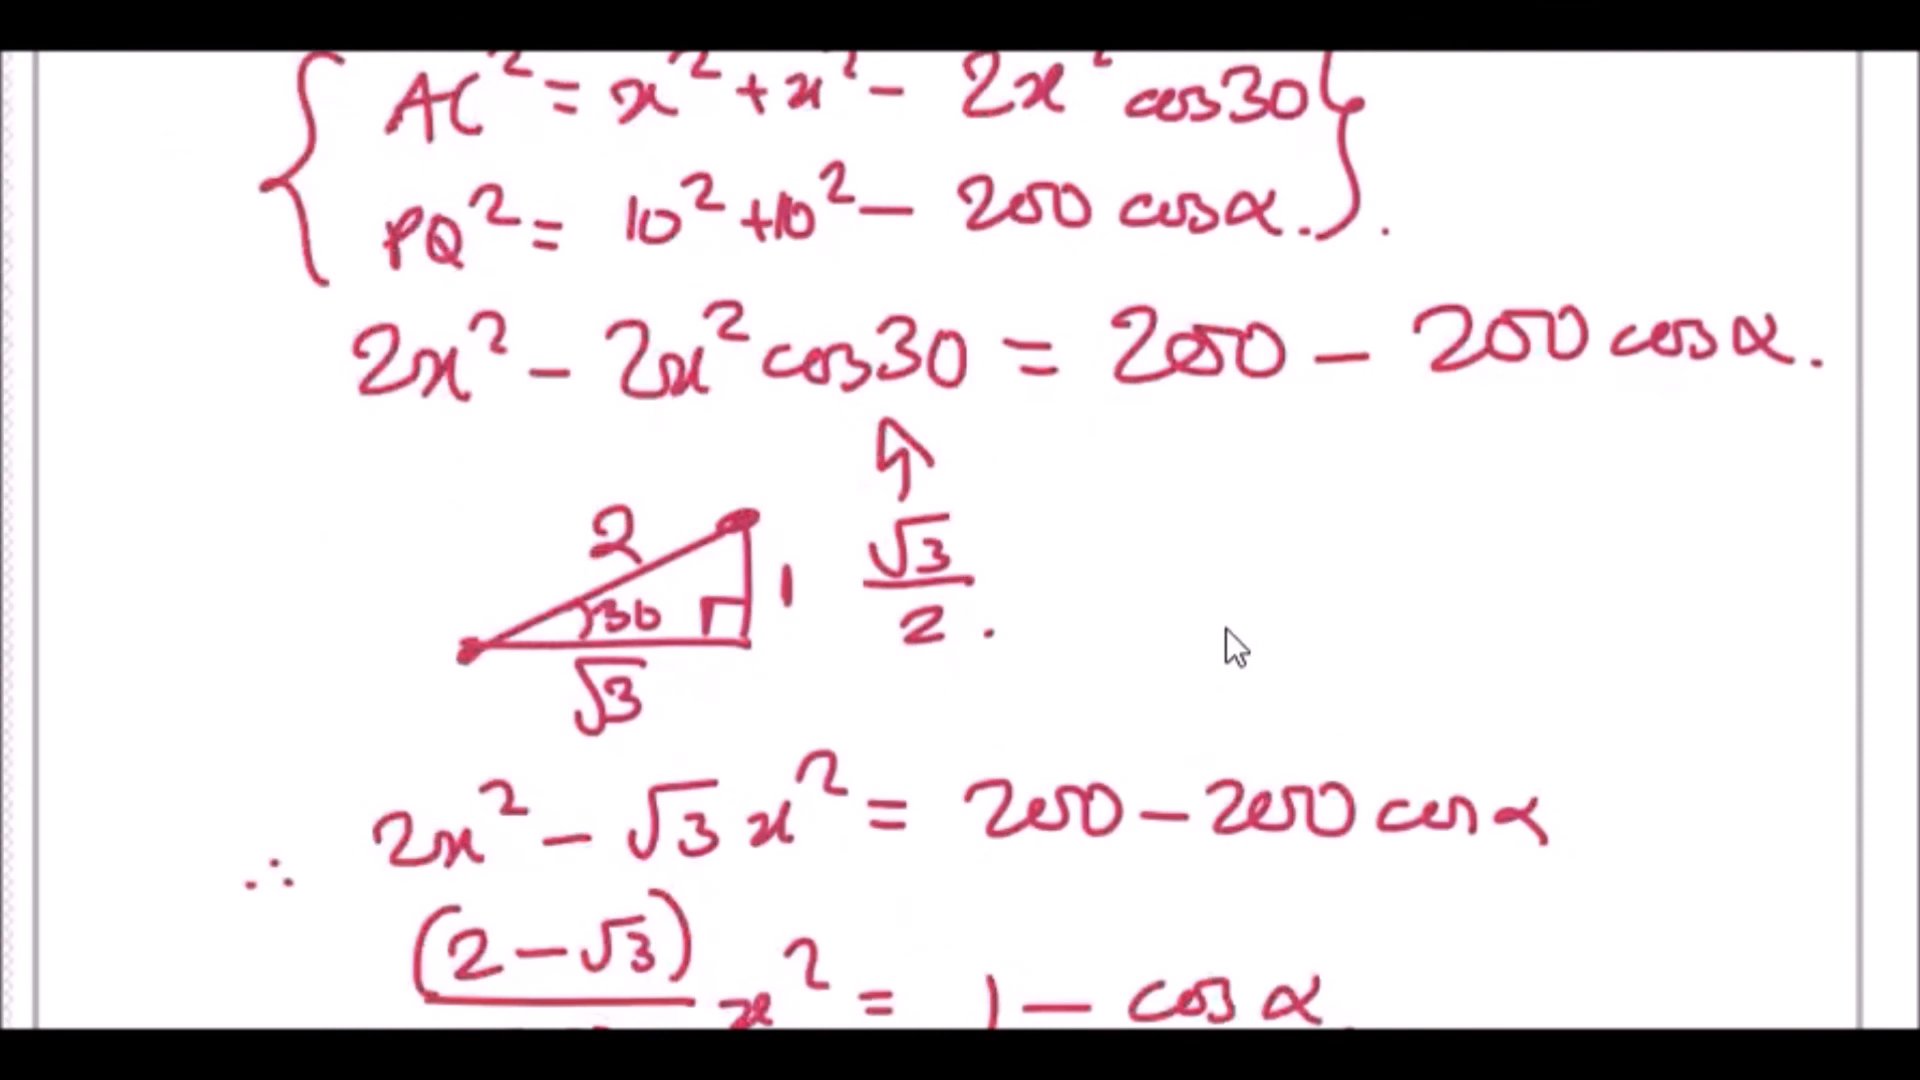 AC² = x² + x² - 2x² cos30
PQ² = 10² + 10² - 200 cosα.
2x² - 2x² cos30 = 200 - 200 cosα.
2
30
1
√3
√3/2.
∴ 2x² - √3 x² = 200 - 200 cosα
(2 - √3) x² = 1 - cosα